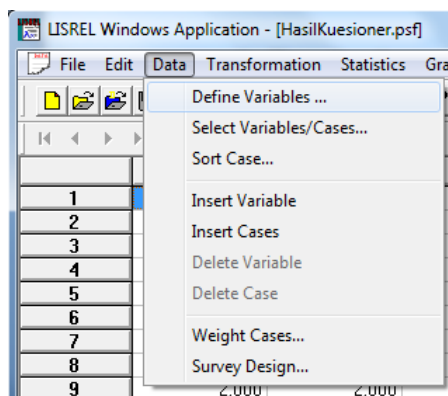 LISREL Windows Application - [HasilKuesioner.psf]
File Edit Data Transformation Statistics Gra
Define Variables ...
Select Variables/Cases...
Sort Case...
1
Insert Variable
2
Insert Cases
3
4
Delete Variable
5
Delete Case
6
7
Weight Cases...
8
Survey Design...
9 2.000 2.000